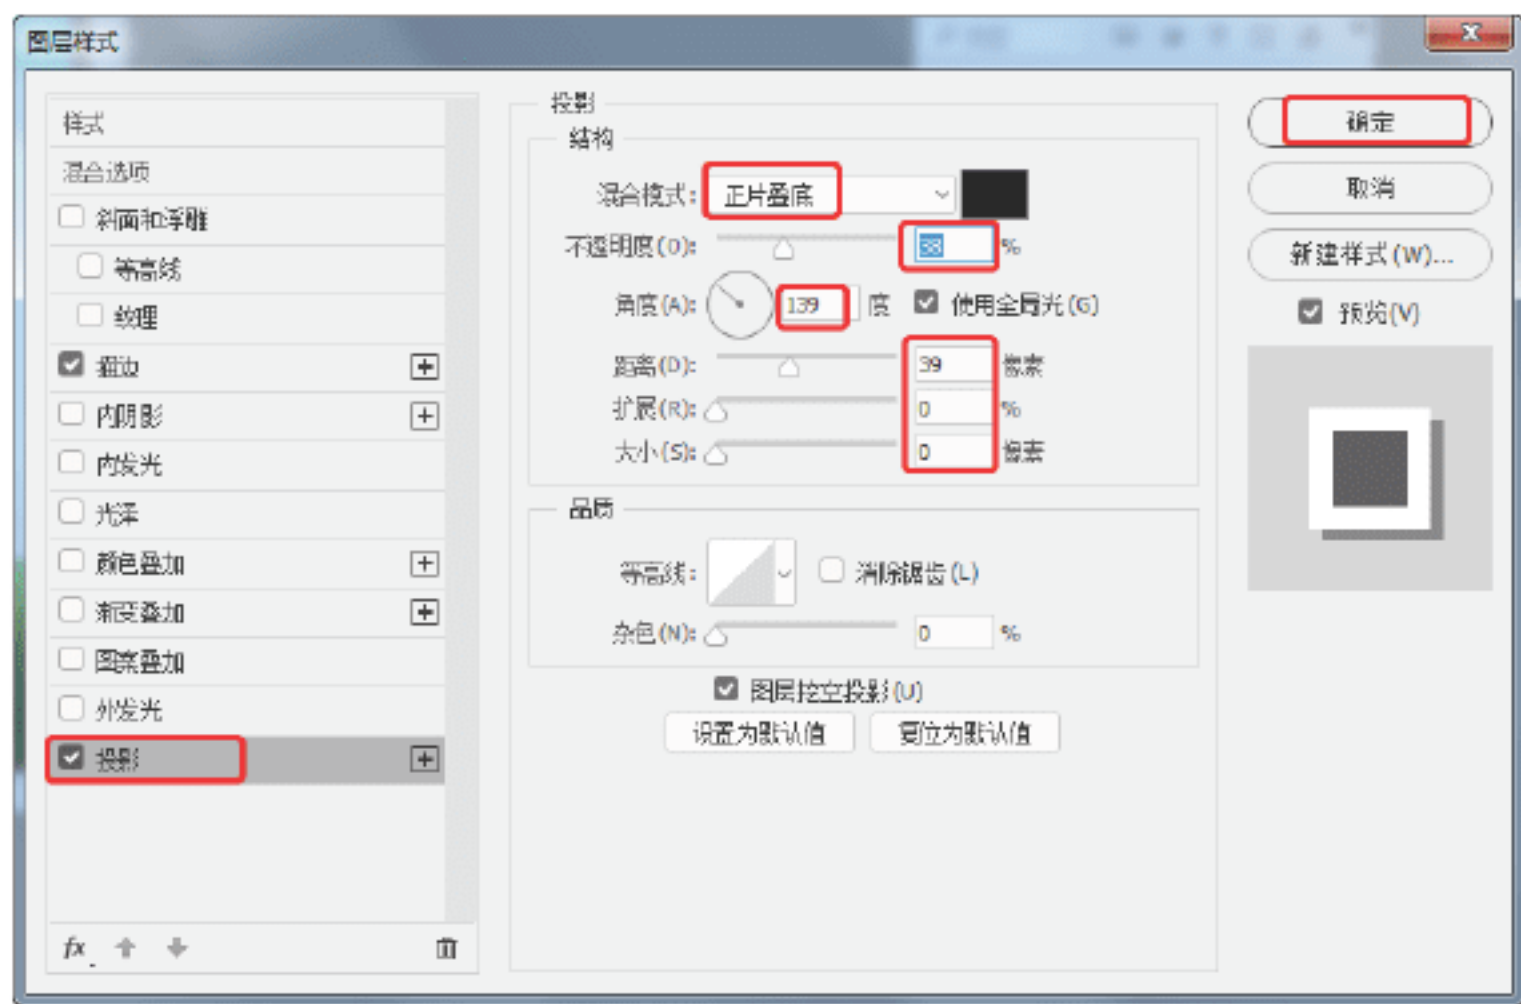 图层样式
样式
混合选项
斜面和浮雕
等高线
纹理
描边
内阴影
内发光
光泽
颜色叠加
渐变叠加
图案叠加
外发光
投影
fx
投影
结构
混合模式: 正片叠底
不透明度(O): 38 %
角度(A): 139 度 使用全局光(G)
距离(D): 39 像素
扩展(R): 0 %
大小(S): 0 像素
品质
等高线: 消除锯齿(L)
杂色(N): 0 %
图层挖空投影(U)
设置为默认值 复位为默认值
确定
取消
新建样式(W)...
预览(V)